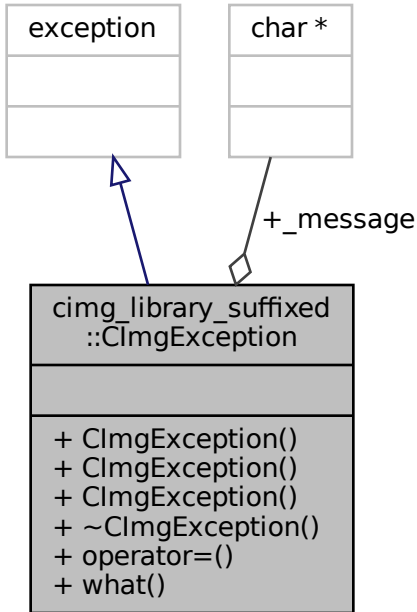 exception
char *
+_message
cimg_library_suffixed
::CImgException
+ CImgException()
+ CImgException()
+ CImgException()
+ ~CImgException()
+ operator=()
+ what()